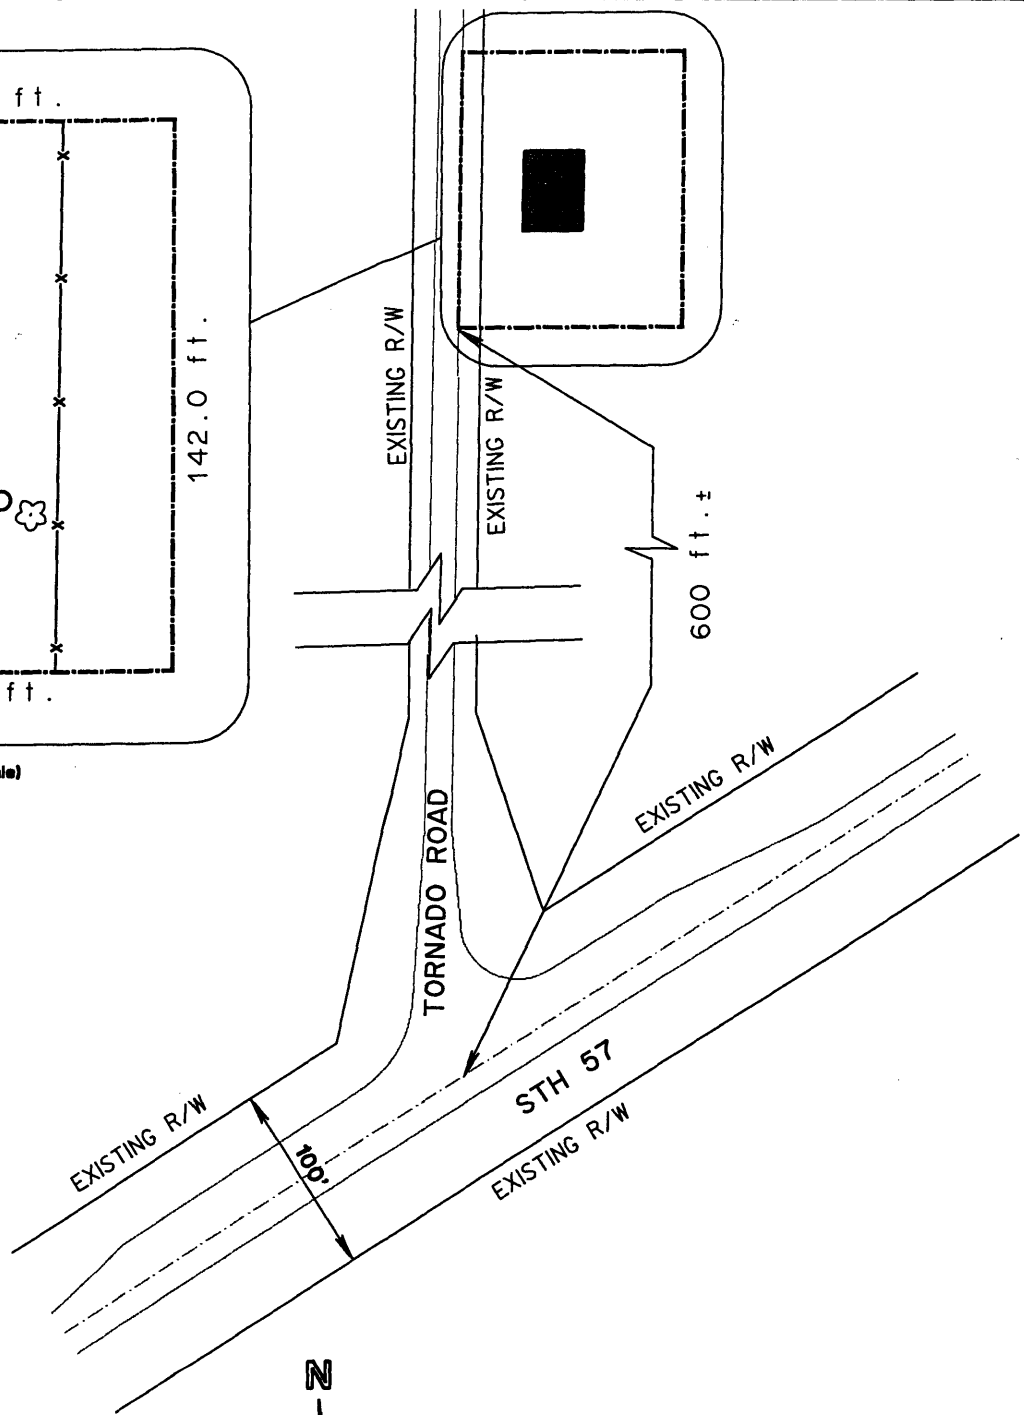 ft.
142.0 ft.
ft.
EXISTING R/W
EXISTING R/W
600 ft.±
EXISTING R/W
TORNADO ROAD
STH 57
EXISTING R/W
EXISTING R/W
100'
N